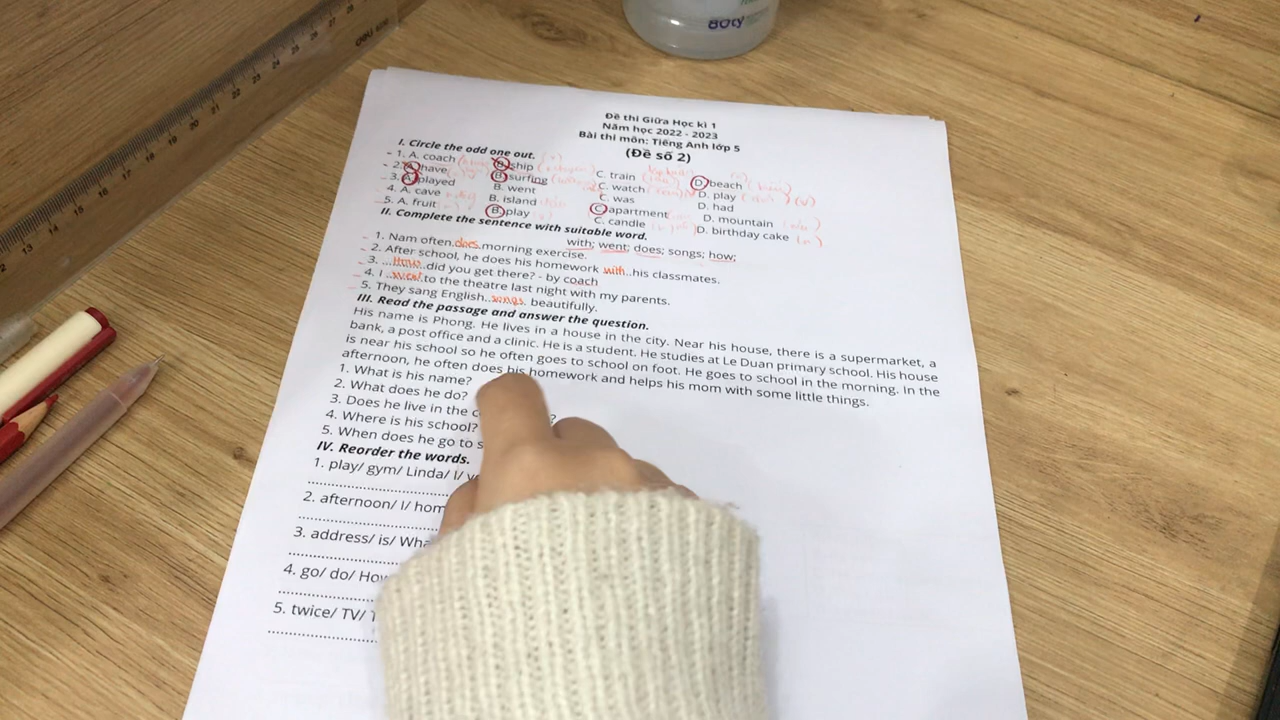 Đề thi Giữa Học kì 1
Năm học 2022 - 2023
Bài thi môn: Tiếng Anh lớp 5
(Đề số 2)
I. Circle the odd one out.
1. A. coach B. ship C. train D. beach
2. A. have B. surfing C. watch D. play
3. A. played B. went C. was D. had
4. A. cave B. island C. apartment D. mountain
5. A. fruit B. play C. candle D. birthday cake
II. Complete the sentence with suitable word.
with; went; does; songs; how;
1. Nam often does morning exercise.
2. After school, he does his homework with his classmates.
3. ...How..did you get there? - by coach
4. I ..went.to the theatre last night with my parents.
5. They sang English..songs. beautifully.
III. Read the passage and answer the question.
His name is Phong. He lives in a house in the city. Near his house, there is a supermarket, a
bank, a post office and a clinic. He is a student. He studies at Le Duan primary school. His house
is near his school so he often goes to school on foot. He goes to school in the morning. In the
afternoon, he often does his homework and helps his mom with some little things.
1. What is his name?
2. What does he do?
3. Does he live in the c ?
4. Where is his school?
5. When does he go to s
IV. Reorder the words.
1. play/ gym/ Linda/ I/
2. afternoon/ I/ hom
3. address/ is/ Wha
4. go/ do/ How
5. twice/ TV/